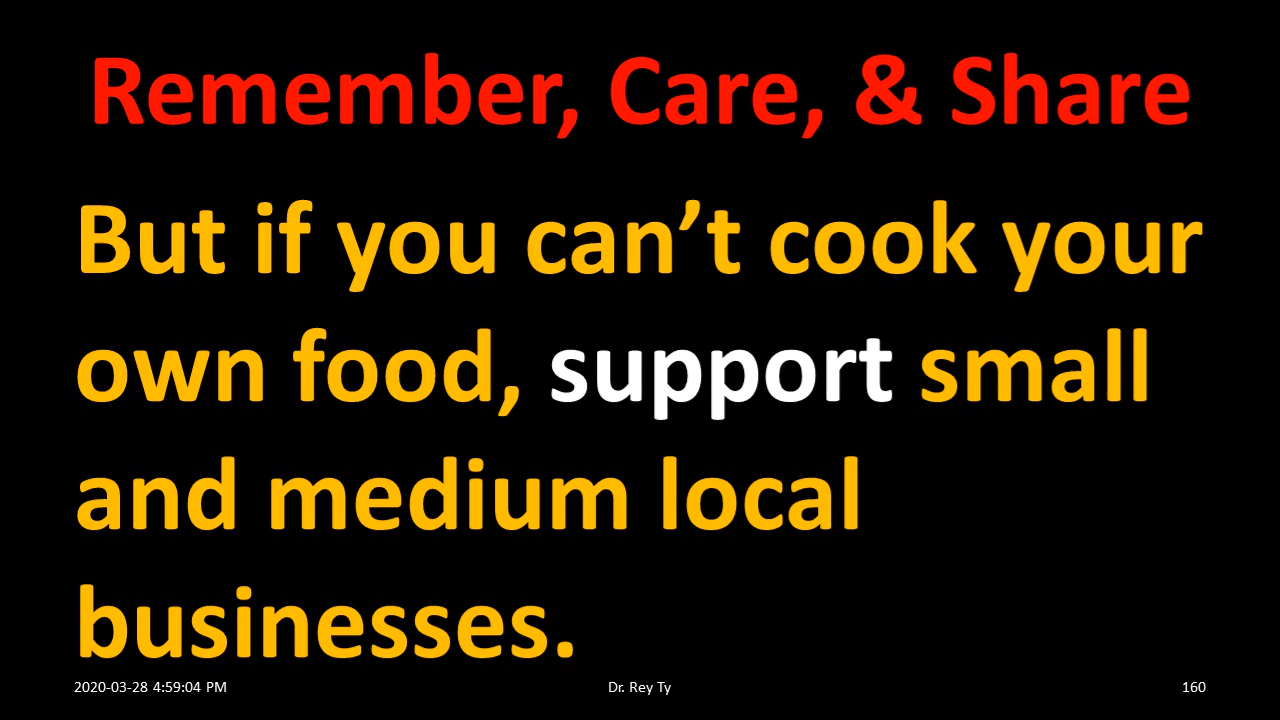 Remember, Care, & Share
But if you can’t cook your
own food, support small
and medium local
businesses.
2020-03-28 4:59:04 PM
Dr. Rey Ty
160